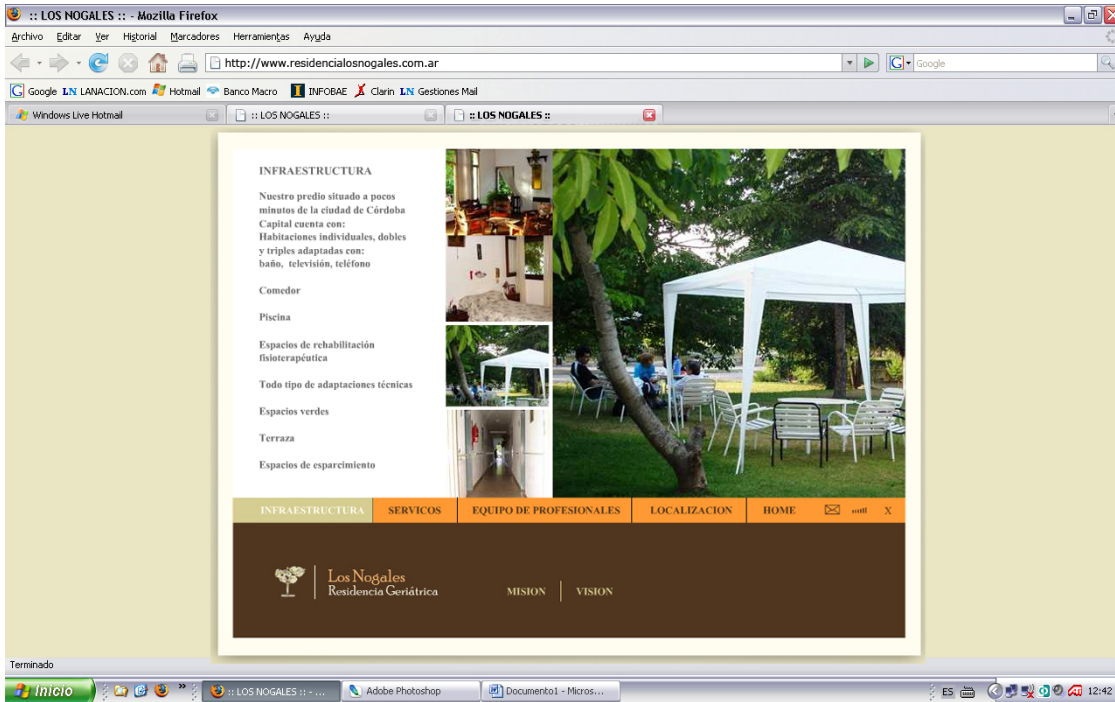 :: LOS NOGALES :: - Mozilla Firefox
Archivo Editar Ver Historial Marcadores Herramientas Ayuda
http://www.residencialosnogales.com.ar
G Google
G Google LN LANACION.com Hotmail Banco Macro I INFOBAE Clarin LN Gestiones Mail
Windows Live Hotmail
:: LOS NOGALES ::
:: LOS NOGALES ::
INFRAESTRUCTURA
Nuestro predio situado a pocos
minutos de la ciudad de Córdoba
Capital cuenta con:
Habitaciones individuales, dobles
y triples adaptadas con:
baño, televisión, teléfono
Comedor
Piscina
Espacios de rehabilitación
fisioterapéutica
Todo tipo de adaptaciones técnicas
Espacios verdes
Terraza
Espacios de esparcimiento
INFRAESTRUCTURA SERVICOS EQUIPO DE PROFESIONALES LOCALIZACION HOME X
Los Nogales
Residencia Geriátrica
MISION VISION
Terminado
Inicio » :: LOS NOGALES :: - ... Adobe Photoshop Documento1 - Micros... ES 12:42